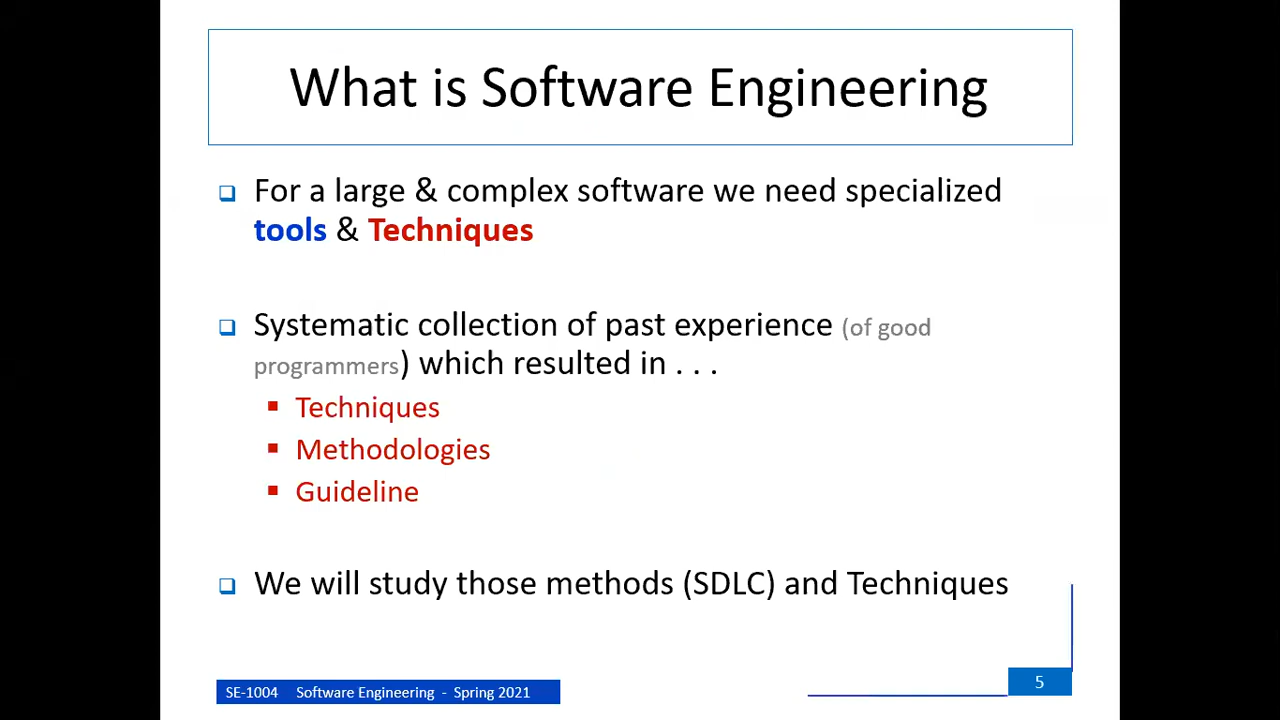 What is Software Engineering
For a large & complex software we need specialized
tools & Techniques
Systematic collection of past experience (of good
programmers) which resulted in . . .
Techniques
Methodologies
Guideline
We will study those methods (SDLC) and Techniques
SE-1004 Software Engineering - Spring 2021
5